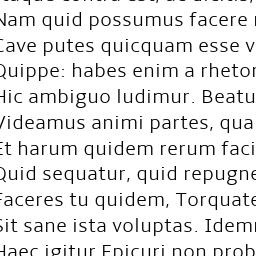 Nam quid possumus facere
Cave putes quicquam esse
Quippe: habes enim a rhetor
Hic ambiguo ludimur. Beatu
Videamus animi partes, qua
Et harum quidem rerum faci
Quid sequatur, quid repugne
Faceres tu quidem, Torquate
Sit sane ista voluptas. Idem
Haec igitur Epicuri non prob